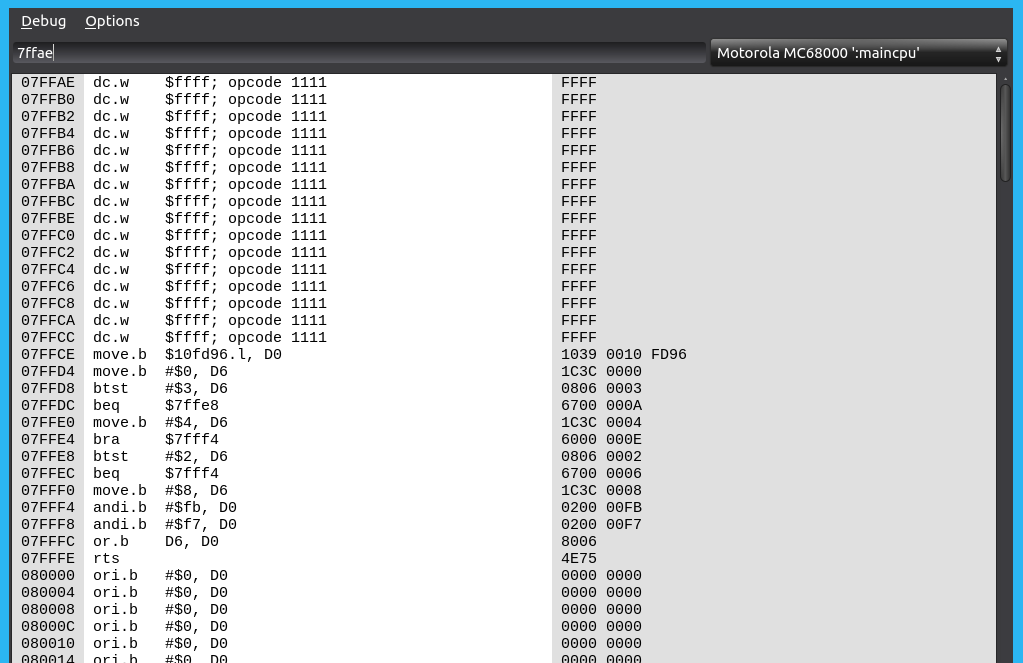 Debug Options
7ffae Motorola MC68000 ':maincpu'
07FFAE dc.w $ffff; opcode 1111 FFFF
07FFB0 dc.w $ffff; opcode 1111 FFFF
07FFB2 dc.w $ffff; opcode 1111 FFFF
07FFB4 dc.w $ffff; opcode 1111 FFFF
07FFB6 dc.w $ffff; opcode 1111 FFFF
07FFB8 dc.w $ffff; opcode 1111 FFFF
07FFBA dc.w $ffff; opcode 1111 FFFF
07FFBC dc.w $ffff; opcode 1111 FFFF
07FFBE dc.w $ffff; opcode 1111 FFFF
07FFC0 dc.w $ffff; opcode 1111 FFFF
07FFC2 dc.w $ffff; opcode 1111 FFFF
07FFC4 dc.w $ffff; opcode 1111 FFFF
07FFC6 dc.w $ffff; opcode 1111 FFFF
07FFC8 dc.w $ffff; opcode 1111 FFFF
07FFCA dc.w $ffff; opcode 1111 FFFF
07FFCC dc.w $ffff; opcode 1111 FFFF
07FFCE move.b $10fd96.l, D0 1039 0010 FD96
07FFD4 move.b #$0, D6 1C3C 0000
07FFD8 btst #$3, D6 0806 0003
07FFDC beq $7ffe8 6700 000A
07FFE0 move.b #$4, D6 1C3C 0004
07FFE4 bra $7fff4 6000 000E
07FFE8 btst #$2, D6 0806 0002
07FFEC beq $7fff4 6700 0006
07FFF0 move.b #$8, D6 1C3C 0008
07FFF4 andi.b #$fb, D0 0200 00FB
07FFF8 andi.b #$f7, D0 0200 00F7
07FFFC or.b D6, D0 8006
07FFFE rts 4E75
080000 ori.b #$0, D0 0000 0000
080004 ori.b #$0, D0 0000 0000
080008 ori.b #$0, D0 0000 0000
08000C ori.b #$0, D0 0000 0000
080010 ori.b #$0, D0 0000 0000
080014 ori.b #$0, D0 0000 0000